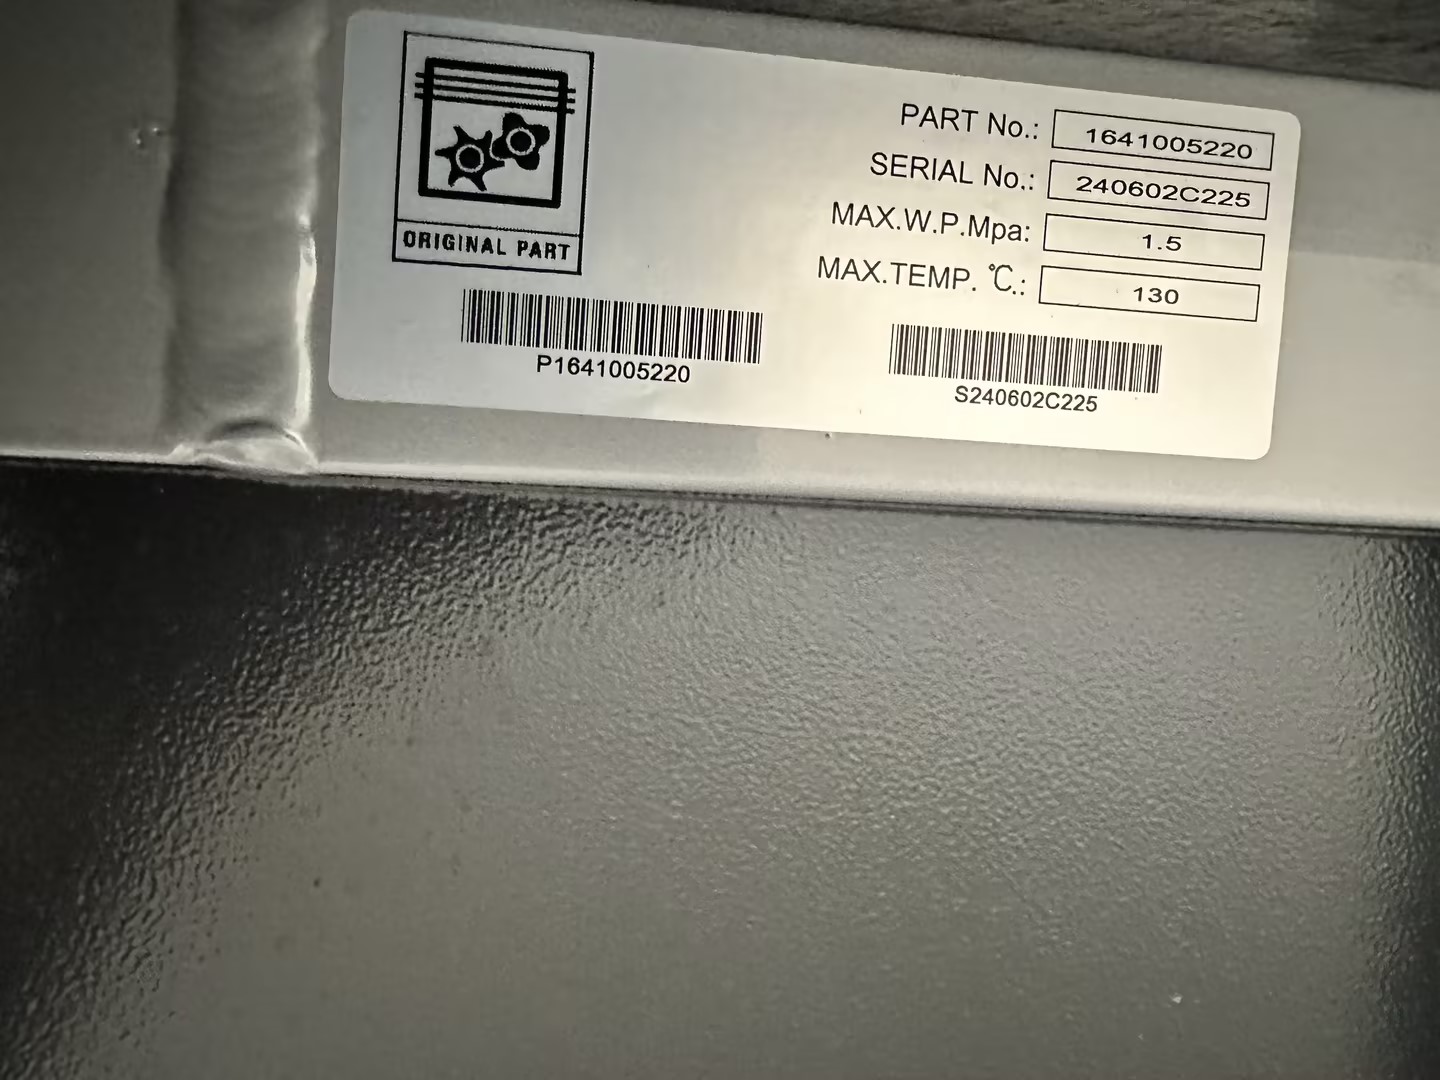 ORIGINAL PART
PART No.: 1641005220
SERIAL No.: 240602C225
MAX.W.P.Mpa: 1.5
MAX.TEMP. ℃.: 130
P1641005220
S240602C225